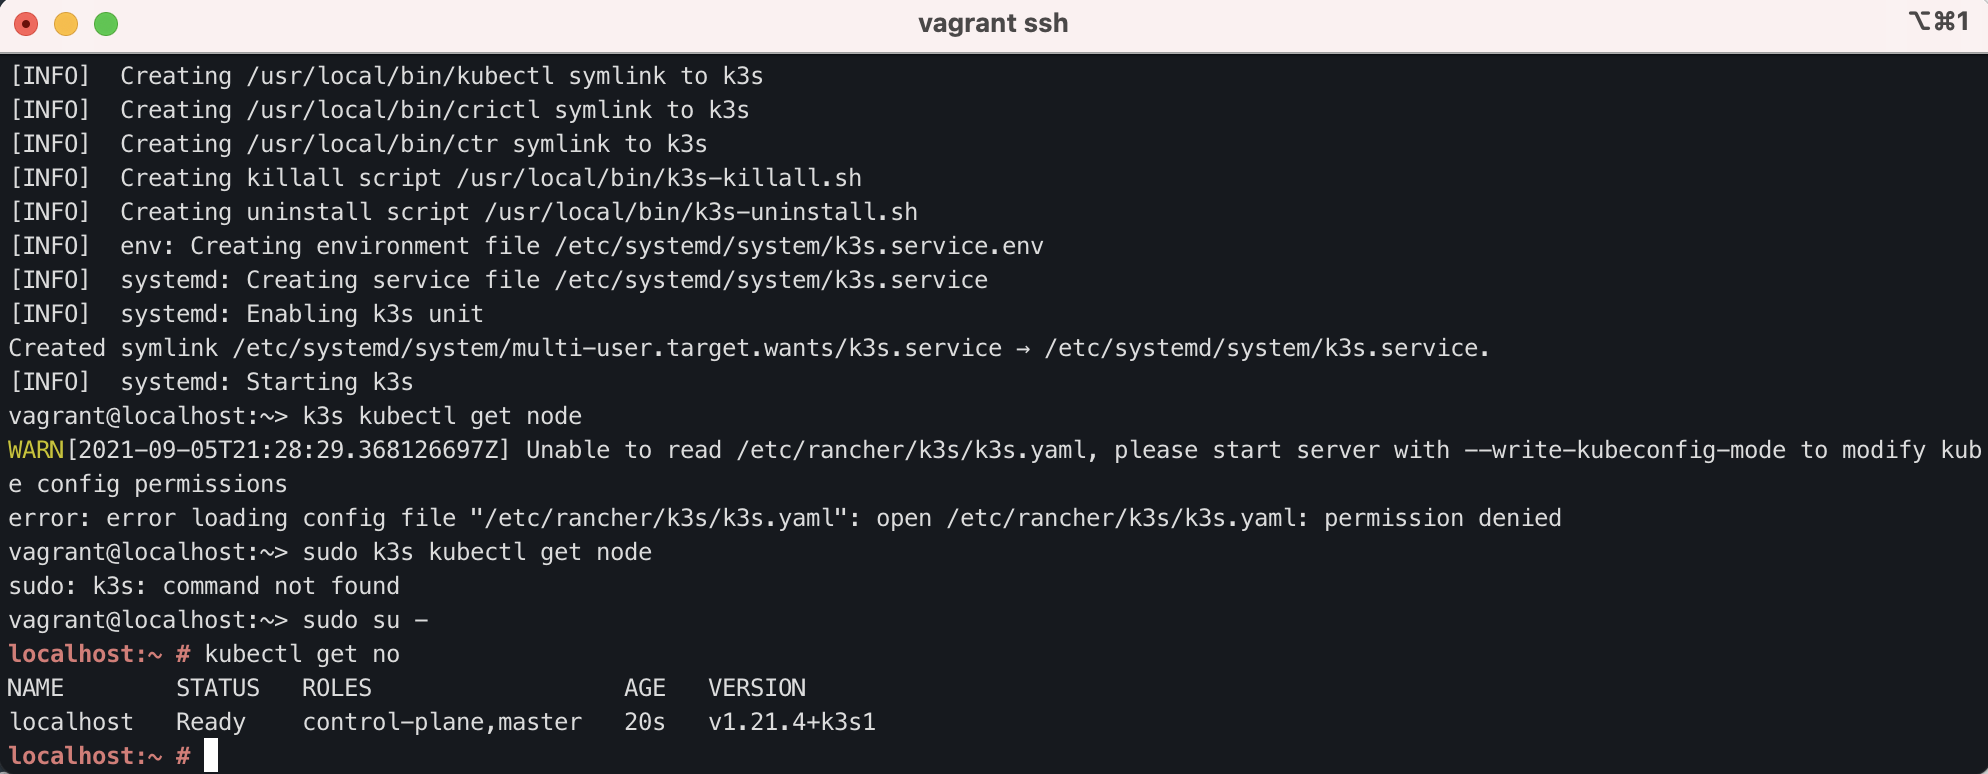 vagrant ssh ⌥⌘1
[INFO]  Creating /usr/local/bin/kubectl symlink to k3s
[INFO]  Creating /usr/local/bin/crictl symlink to k3s
[INFO]  Creating /usr/local/bin/ctr symlink to k3s
[INFO]  Creating killall script /usr/local/bin/k3s-killall.sh
[INFO]  Creating uninstall script /usr/local/bin/k3s-uninstall.sh
[INFO]  env: Creating environment file /etc/systemd/system/k3s.service.env
[INFO]  systemd: Creating service file /etc/systemd/system/k3s.service
[INFO]  systemd: Enabling k3s unit
Created symlink /etc/systemd/system/multi-user.target.wants/k3s.service → /etc/systemd/system/k3s.service.
[INFO]  systemd: Starting k3s
vagrant@localhost:~> k3s kubectl get node
WARN[2021-09-05T21:28:29.368126697Z] Unable to read /etc/rancher/k3s/k3s.yaml, please start server with --write-kubeconfig-mode to modify kub
e config permissions
error: error loading config file "/etc/rancher/k3s/k3s.yaml": open /etc/rancher/k3s/k3s.yaml: permission denied
vagrant@localhost:~> sudo k3s kubectl get node
sudo: k3s: command not found
vagrant@localhost:~> sudo su -
localhost:~ # kubectl get no
NAME        STATUS   ROLES                  AGE   VERSION
localhost   Ready    control-plane,master   20s   v1.21.4+k3s1
localhost:~ #